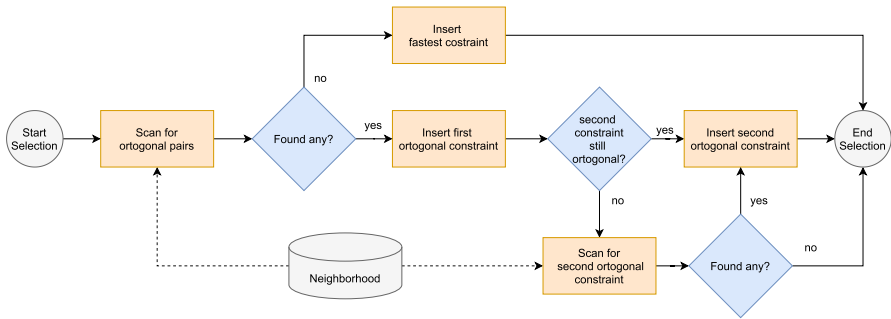 Insert
fastest costraint
no
Start
Selection
Scan for
ortogonal pairs
Found any?
yes
Insert first
ortogonal constraint
second
constraint
still
ortogonal?
yes
Insert second
ortogonal constraint
End
Selection
no
yes
no
Neighborhood
Scan for
second ortogonal
constraint
Found any?